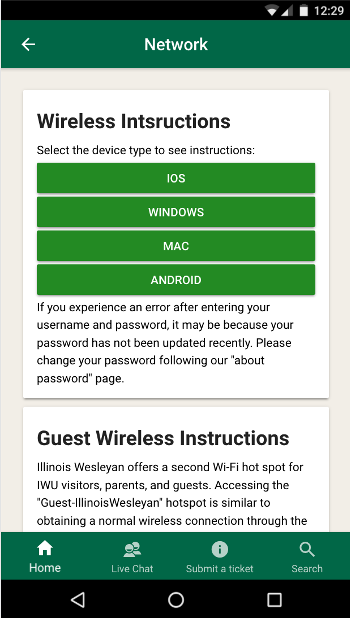 12:29
Network
Wireless Intsructions
Select the device type to see instructions:
IOS
WINDOWS
MAC
ANDROID
If you experience an error after entering your
username and password, it may be because your
password has not been updated recently. Please
change your password following our "about
password" page.
Guest Wireless Instructions
Illinois Wesleyan offers a second Wi-Fi hot spot for
IWU visitors, parents, and guests. Accessing the
"Guest-IllinoisWesleyan" hotspot is similar to
obtaining a normal wireless connection through the
Home
Live Chat
Submit a ticket
Search